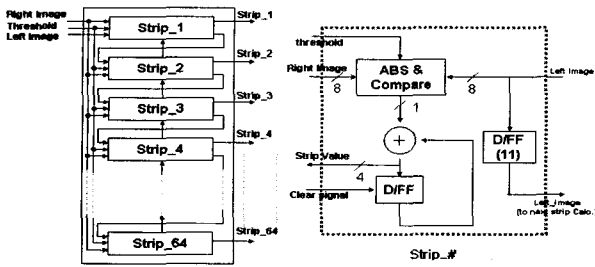 Right Image
Threshold
Left Image
Strip_1
Strip_1
Strip_2
Strip_2
Strip_3
Strip_3
Strip_4
Strip_4
Strip_64
Strip_64
threshold
Right Image
8
ABS &
Compare
8
Left Image
1
+
D/FF
(11)
Strip Value
4
Clear signal
D/FF
Left_image
(to next strip Calc.)
Strip_#